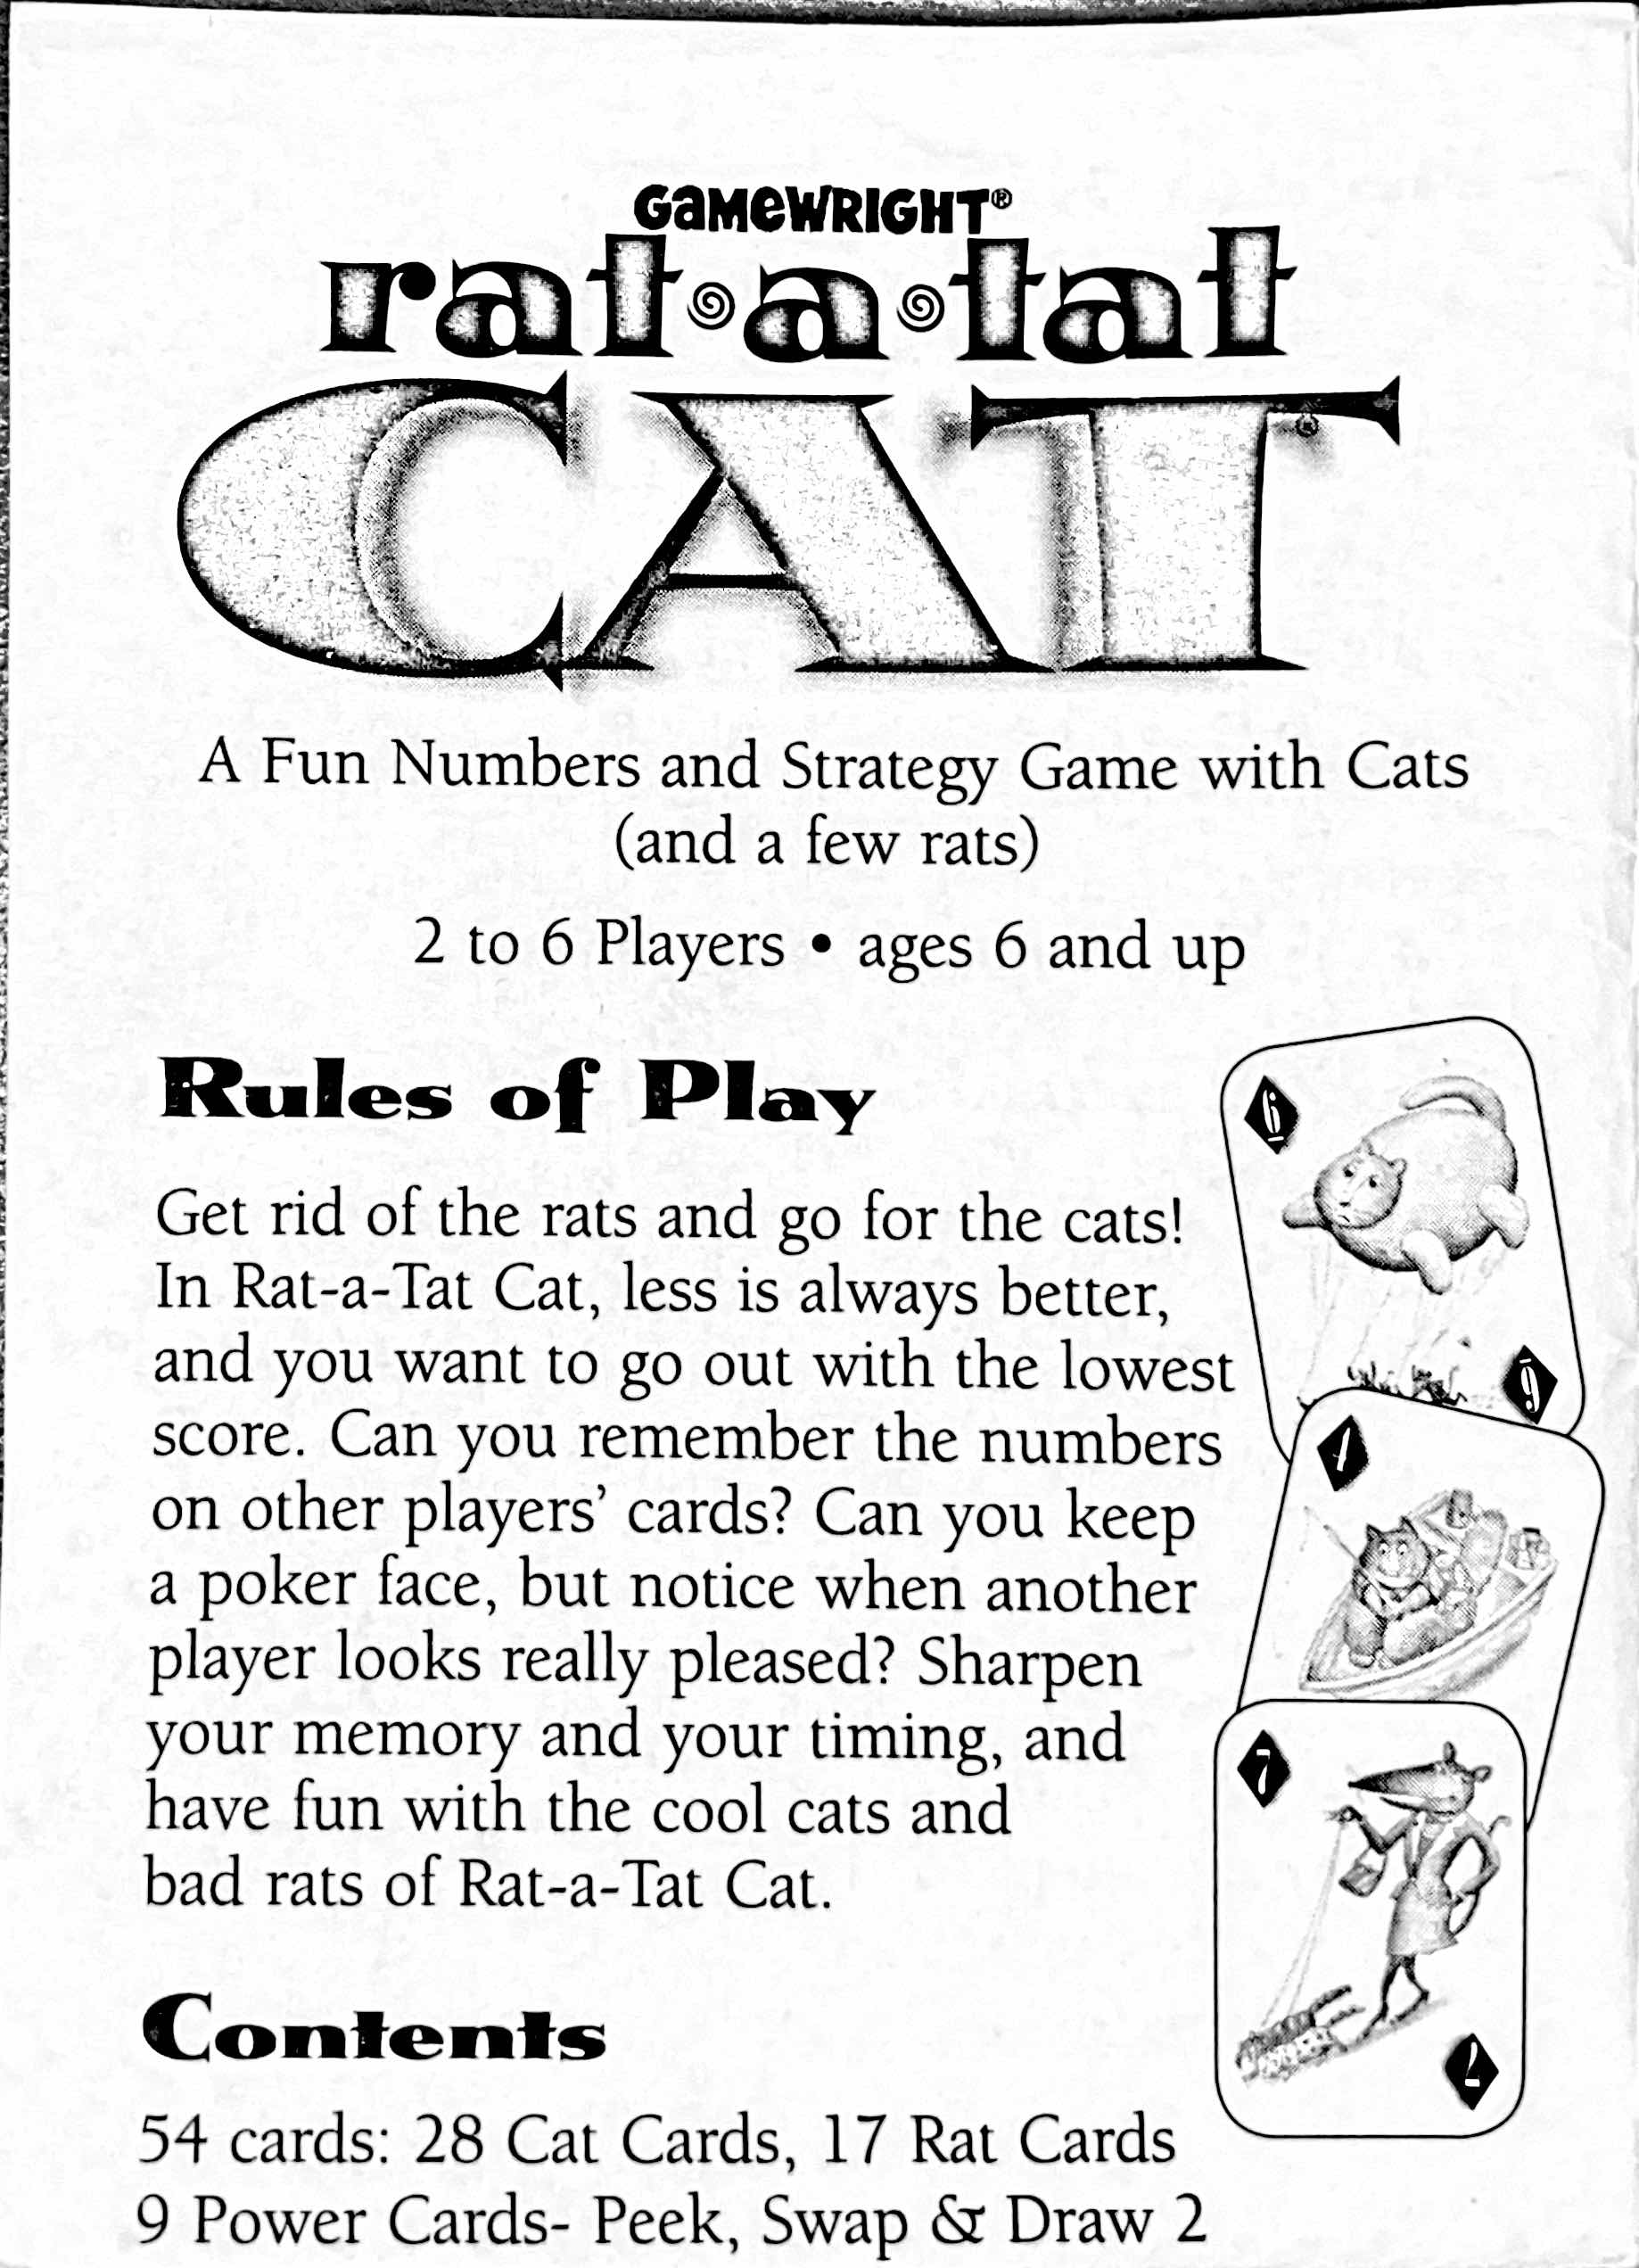 GAMEWRIGHT®
rat•a•tat
CAT®
A Fun Numbers and Strategy Game with Cats
(and a few rats)
2 to 6 Players • ages 6 and up
Rules of Play
6
Get rid of the rats and go for the cats!
In Rat-a-Tat Cat, less is always better,
and you want to go out with the lowest
6
score. Can you remember the numbers
on other players’ cards? Can you keep
a poker face, but notice when another
player looks really pleased? Sharpen
your memory and your timing, and
7
have fun with the cool cats and
bad rats of Rat-a-Tat Cat.
Contents
7
54 cards: 28 Cat Cards, 17 Rat Cards
9 Power Cards- Peek, Swap & Draw 2